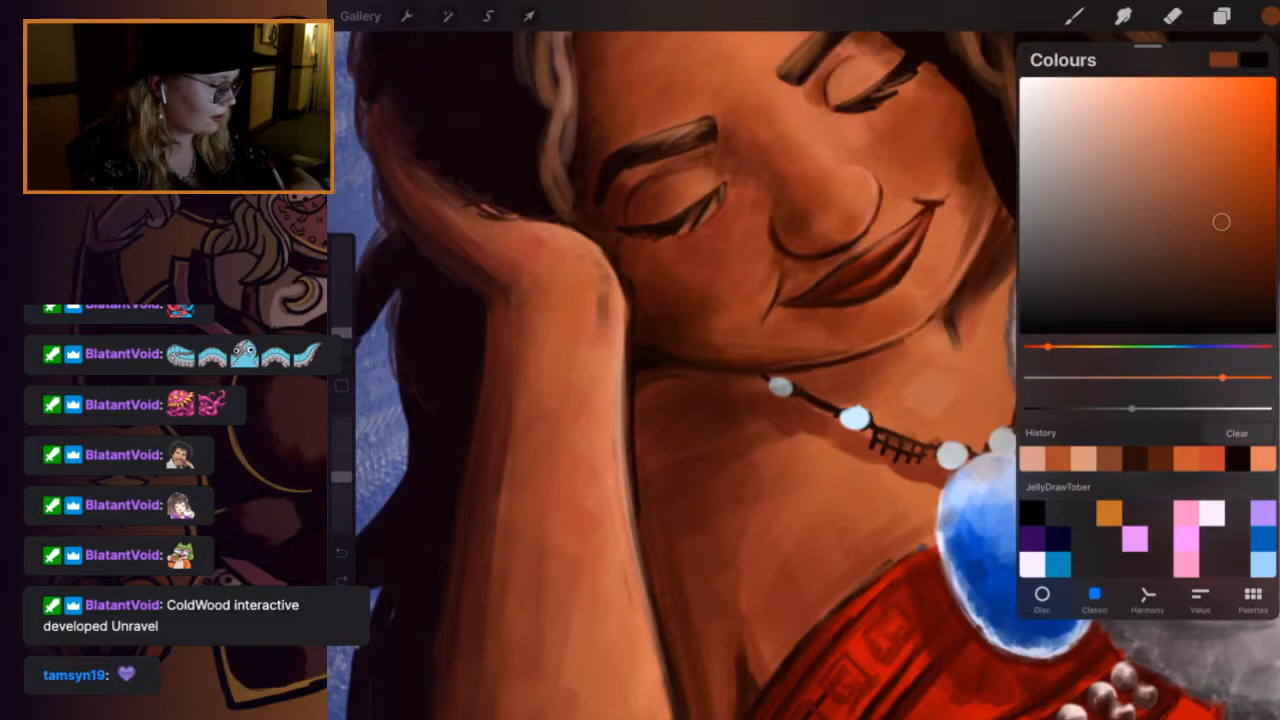 Gallery
Colours
History
Clear
JellyDrawTober
Disc
Classic
Harmony
Value
Palettes
BlatantVoid:
BlatantVoid:
BlatantVoid:
BlatantVoid:
BlatantVoid:
BlatantVoid:
BlatantVoid: ColdWood interactive
developed Unravel
tamsyn19: